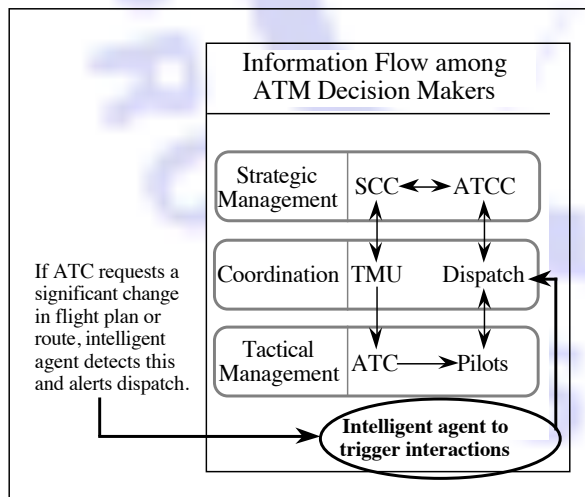 Information Flow among
ATM Decision Makers
Strategic
Management
SCC
ATCC
Coordination
TMU
Dispatch
Tactical
Management
ATC
Pilots
If ATC requests a
significant change
in flight plan or
route, intelligent
agent detects this
and alerts dispatch.
Intelligent agent to
trigger interactions